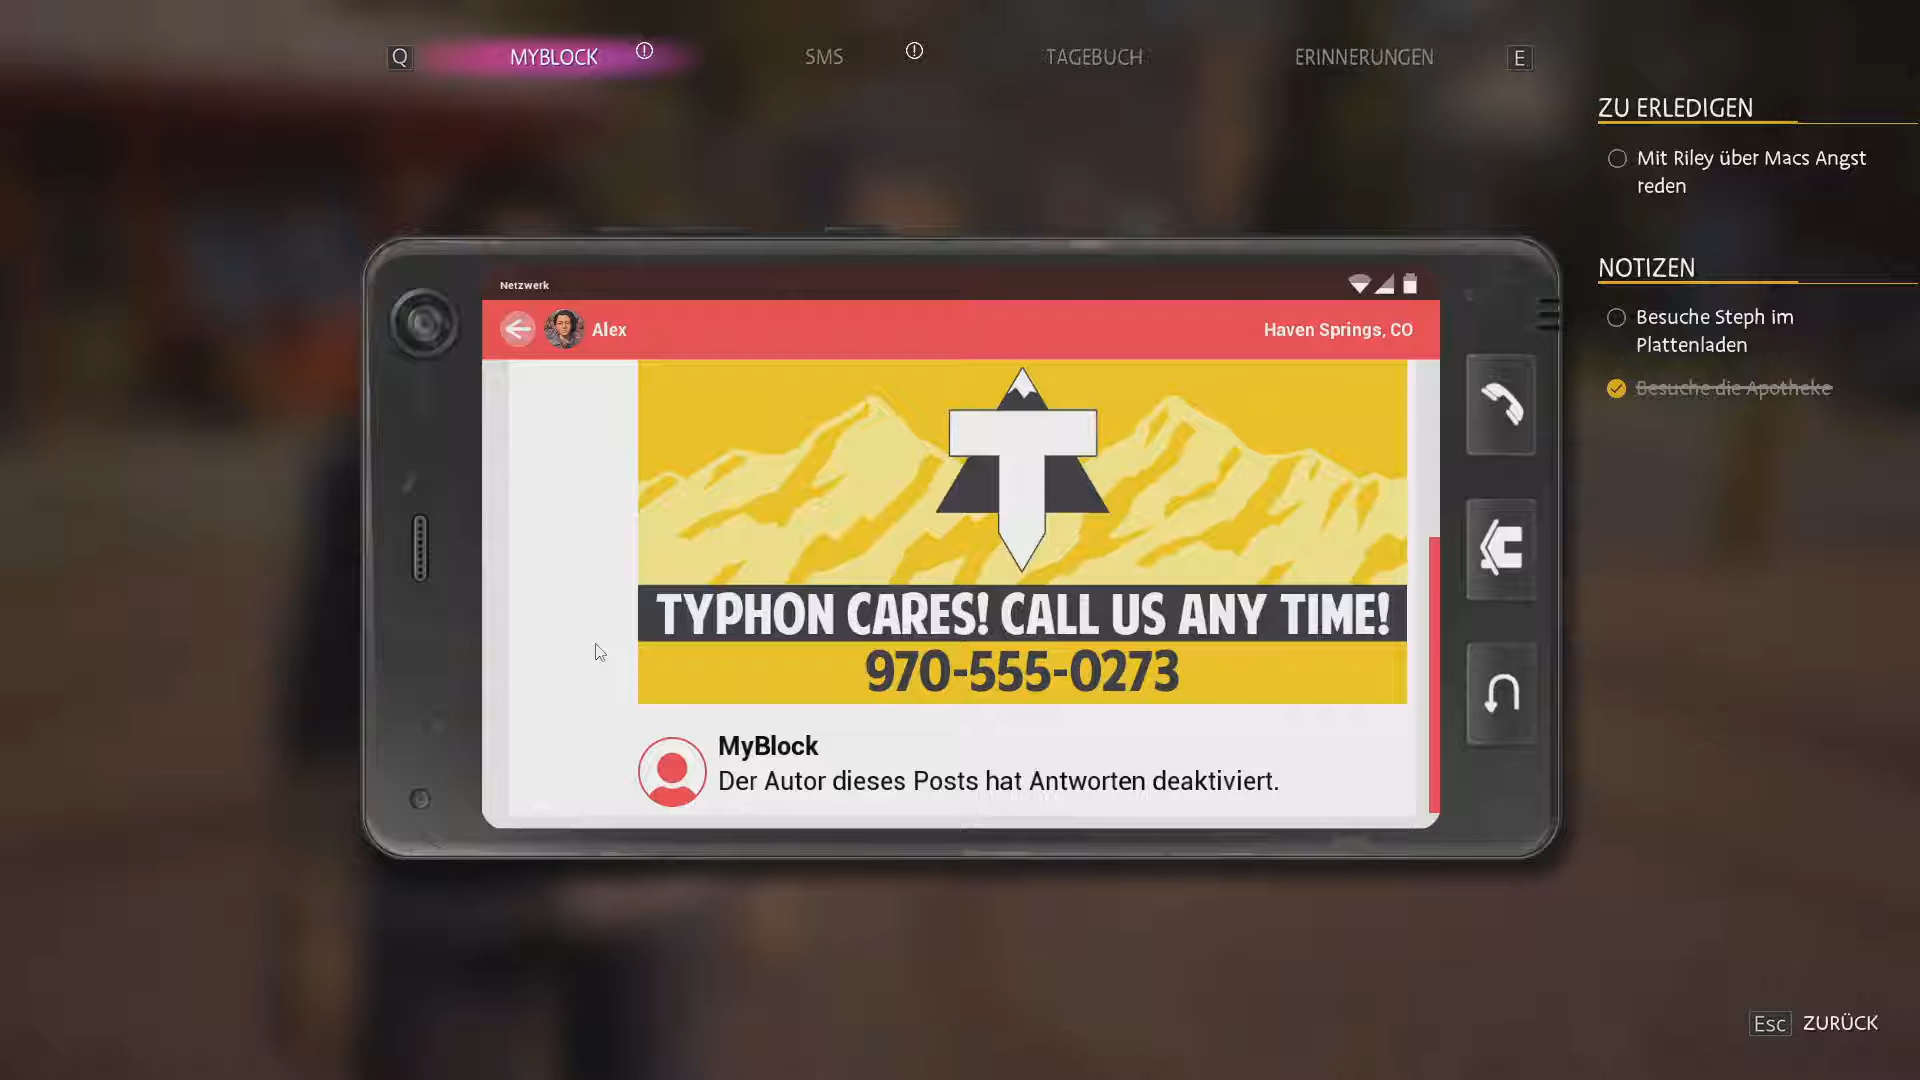 Q
MYBLOCK
SMS
TAGEBUCH
ERINNERUNGEN
E
ZU ERLEDIGEN
Mit Riley über Macs Angst
reden
NOTIZEN
Besuche Steph im
Plattenladen
Besuche die Apotheke
Netzwerk
Alex
Haven Springs, CO
T
TYPHON CARES! CALL US ANY TIME!
970-555-0273
MyBlock
Der Autor dieses Posts hat Antworten deaktiviert.
Esc ZURÜCK